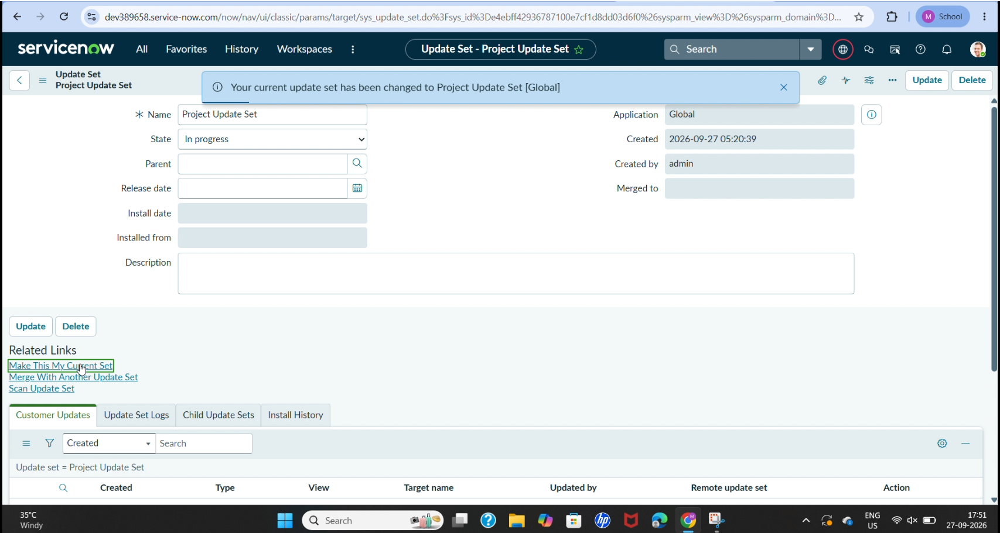 dev389658.service-now.com/now/nav/ui/classic/params/target/sys_update_set.do%3Fsys_id%3De4ebff42936787100e7cf1d8dd03d6f0%26sysparm_view%3D%26sysparm_domain%3D...
M School
servicenow All Favorites History Workspaces Update Set - Project Update Set Search
Update Set
Project Update Set
Your current update set has been changed to Project Update Set [Global]
Update Delete
* Name Project Update Set Application Global
State In progress Created 2026-09-27 05:20:39
Parent Created by admin
Release date Merged to
Install date
Installed from
Description
Update Delete
Related Links
Make This My Current Set
Merge With Another Update Set
Scan Update Set
Customer Updates Update Set Logs Child Update Sets Install History
Created Search
Update set = Project Update Set
Created Type View Target name Updated by Remote update set Action
35°C
Windy
Search
hp
ENG
US
17:51
27-09-2026